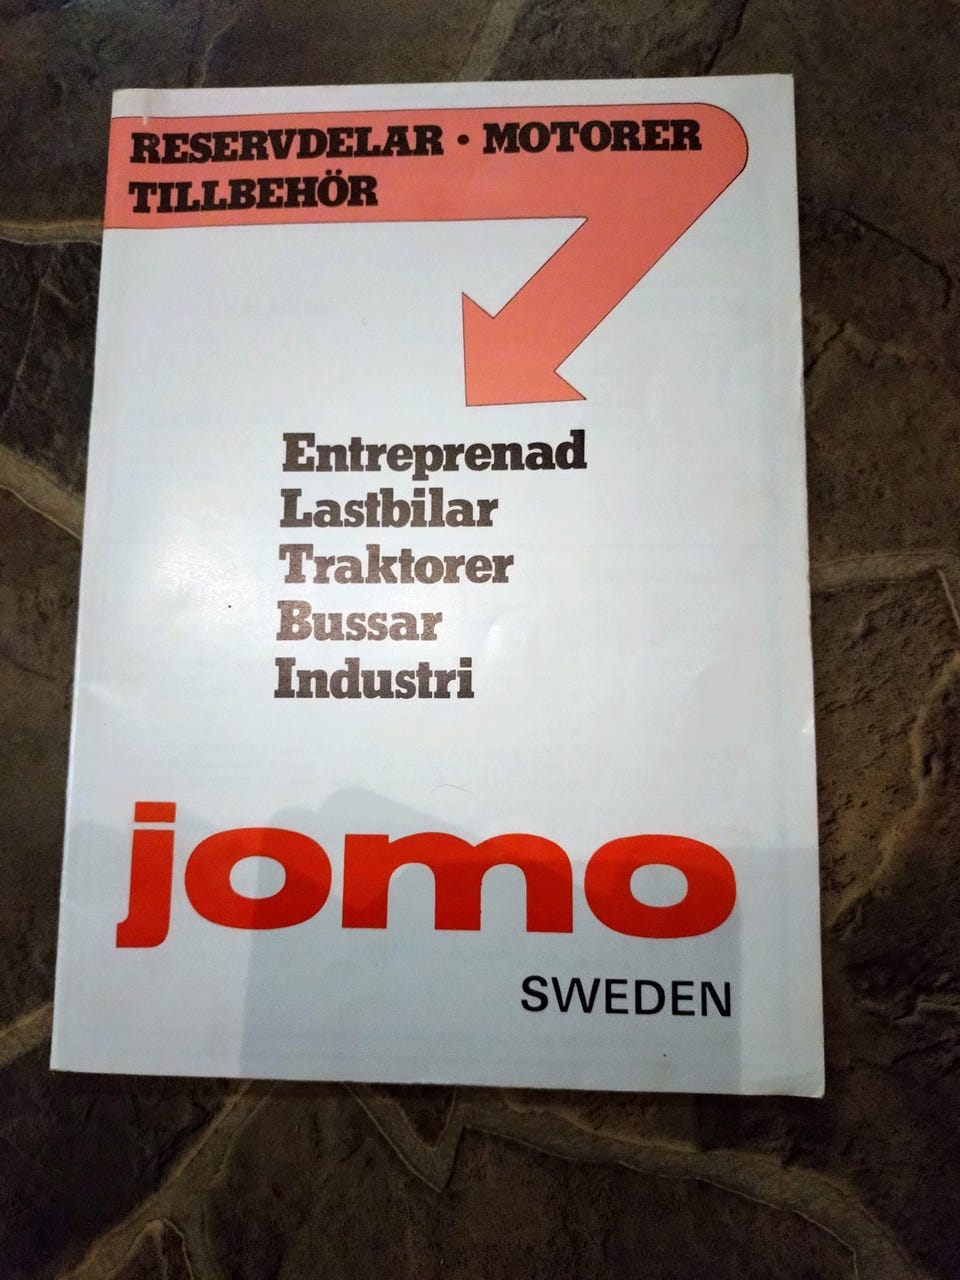 RESERVDELAR • MOTORER
TILLBEHÖR
Entreprenad
Lastbilar
Traktorer
Bussar
Industri
jomo
SWEDEN